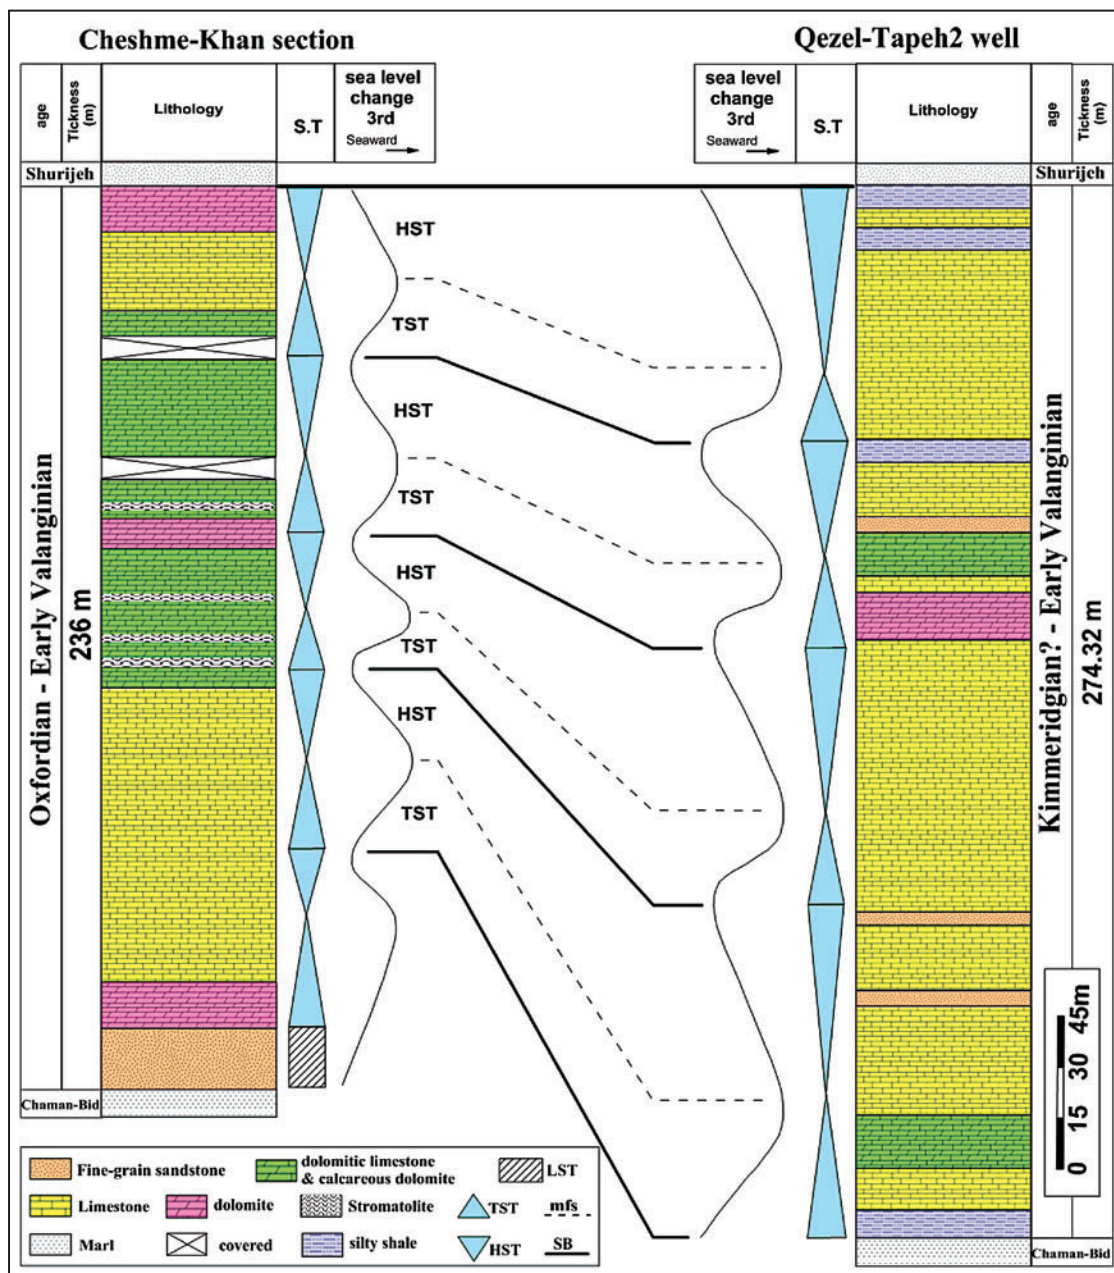 Cheshme-Khan section
Qezel-Tapeh2 well
age
Tickness
(m)
Lithology
S.T
sea level
change
3rd
Seaward
sea level
change
3rd
Seaward
S.T
Lithology
age
Tickness
(m)
Shurijeh
Shurijeh
Oxfordian - Early Valanginian
236 m
HST
TST
HST
TST
HST
TST
HST
TST
Kimmeridgian? - Early Valanginian
274.32 m
45m
30
15
0
Chaman-Bid
Chaman-Bid
Fine-grain sandstone
dolomitic limestone
& calcareous dolomite
LST
Limestone
dolomite
Stromatolite
TST
mfs
Marl
covered
silty shale
HST
SB